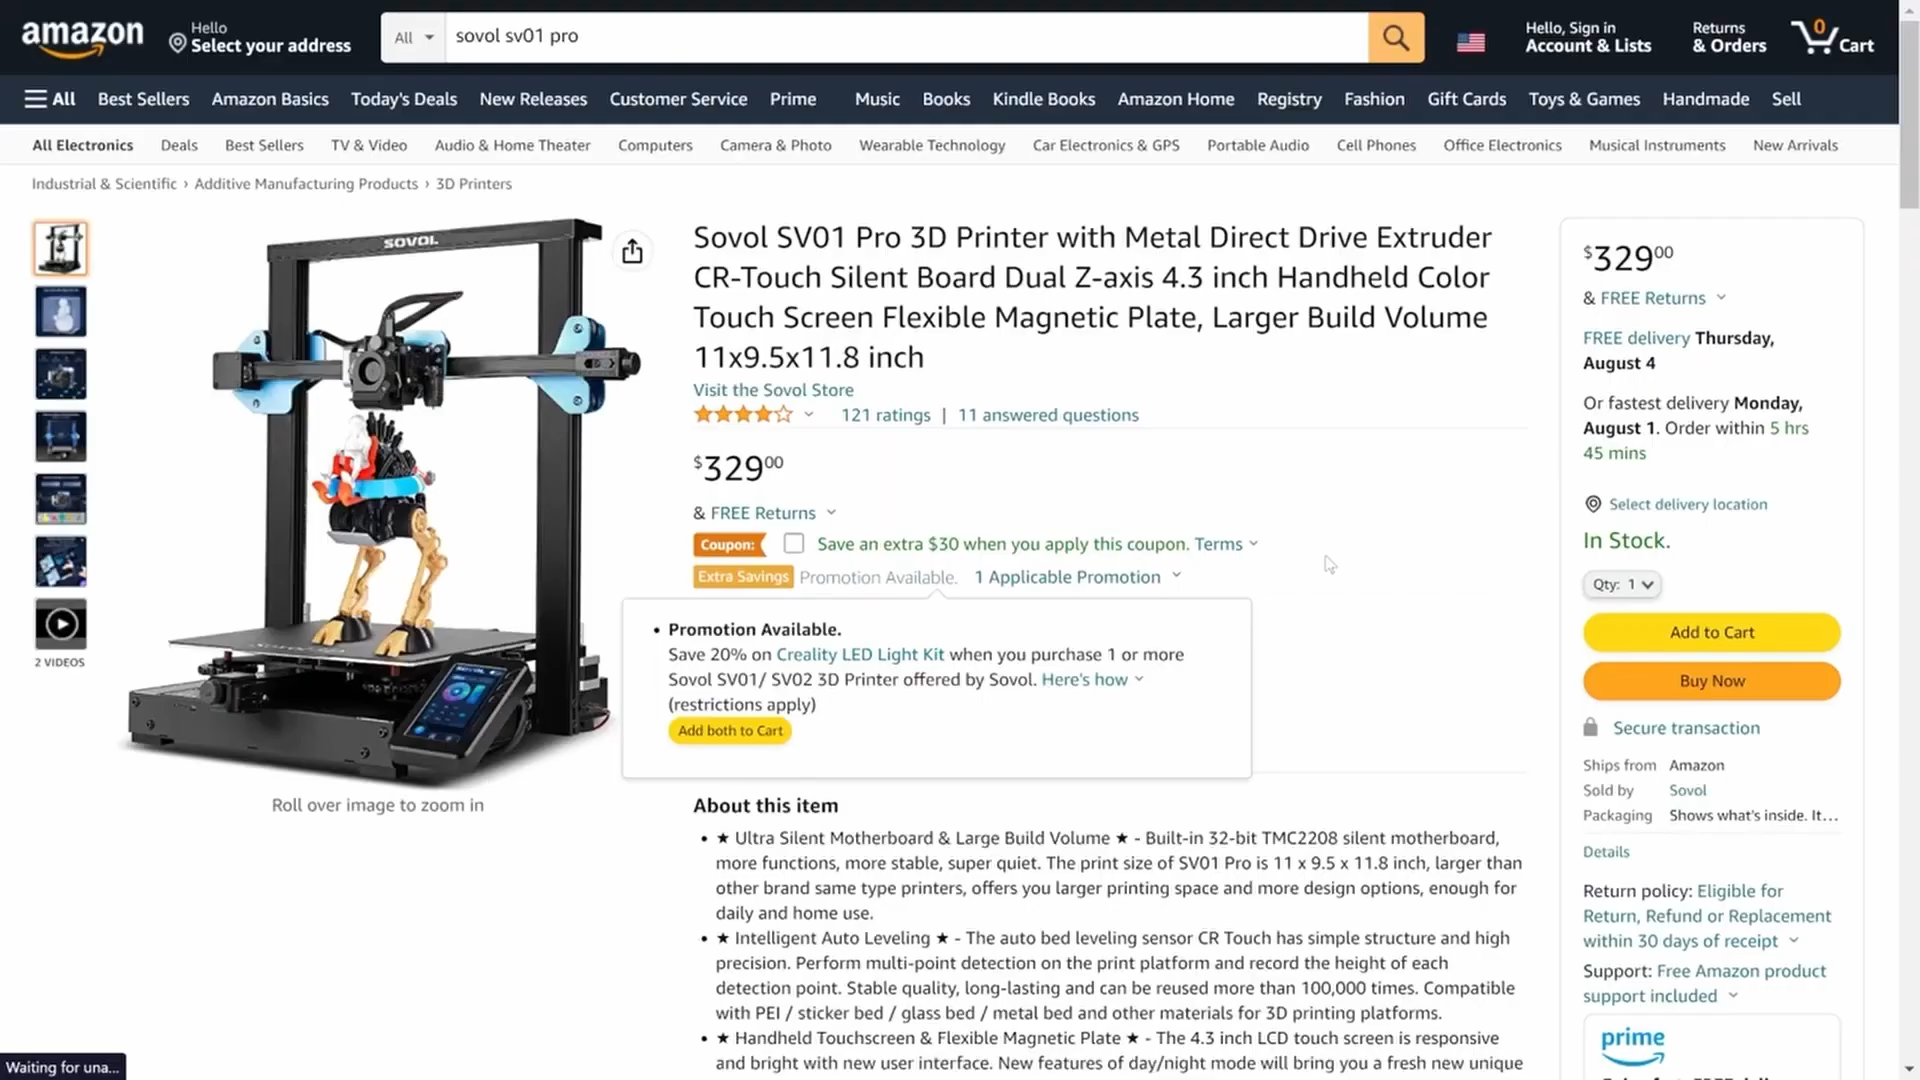 amazon
Hello
Select your address
All
sovol sv01 pro
Hello, Sign in
Account & Lists
Returns
& Orders
0
Cart
All
Best Sellers
Amazon Basics
Today's Deals
New Releases
Customer Service
Prime
Music
Books
Kindle Books
Amazon Home
Registry
Fashion
Gift Cards
Toys & Games
Handmade
Sell
All Electronics
Deals
Best Sellers
TV & Video
Audio & Home Theater
Computers
Camera & Photo
Wearable Technology
Car Electronics & GPS
Portable Audio
Cell Phones
Office Electronics
Musical Instruments
New Arrivals
Industrial & Scientific › Additive Manufacturing Products › 3D Printers
2 VIDEOS
SOVOL
Roll over image to zoom in
Sovol SV01 Pro 3D Printer with Metal Direct Drive Extruder
CR-Touch Silent Board Dual Z-axis 4.3 inch Handheld Color
Touch Screen Flexible Magnetic Plate, Larger Build Volume
11x9.5x11.8 inch
Visit the Sovol Store
121 ratings | 11 answered questions
$32900
& FREE Returns
Coupon: Save an extra $30 when you apply this coupon. Terms
Extra Savings Promotion Available. 1 Applicable Promotion
• Promotion Available.
Save 20% on Creality LED Light Kit when you purchase 1 or more
Sovol SV01/ SV02 3D Printer offered by Sovol. Here's how
(restrictions apply)
Add both to Cart
About this item
• ★ Ultra Silent Motherboard & Large Build Volume ★ - Built-in 32-bit TMC2208 silent motherboard,
more functions, more stable, super quiet. The print size of SV01 Pro is 11 x 9.5 x 11.8 inch, larger than
other brand same type printers, offers you larger printing space and more design options, enough for
daily and home use.
• ★ Intelligent Auto Leveling ★ - The auto bed leveling sensor CR Touch has simple structure and high
precision. Perform multi-point detection on the print platform and record the height of each
detection point. Stable quality, long-lasting and can be reused more than 100,000 times. Compatible
with PEI / sticker bed / glass bed / metal bed and other materials for 3D printing platforms.
• ★ Handheld Touchscreen & Flexible Magnetic Plate ★ - The 4.3 inch LCD touch screen is responsive
and bright with new user interface. New features of day/night mode will bring you a fresh new unique
$32900
& FREE Returns
FREE delivery Thursday,
August 4
Or fastest delivery Monday,
August 1. Order within 5 hrs
45 mins
Select delivery location
In Stock.
Qty: 1
Add to Cart
Buy Now
Secure transaction
Ships from Amazon
Sold by Sovol
Packaging Shows what's inside. It…
Details
Return policy: Eligible for
Return, Refund or Replacement
within 30 days of receipt
Support: Free Amazon product
support included
prime
Waiting for una...